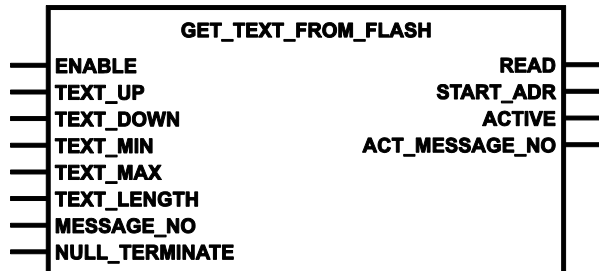 GET_TEXT_FROM_FLASH
ENABLE READ
TEXT_UP START_ADR
TEXT_DOWN ACTIVE
TEXT_MIN ACT_MESSAGE_NO
TEXT_MAX
TEXT_LENGTH
MESSAGE_NO
NULL_TERMINATE